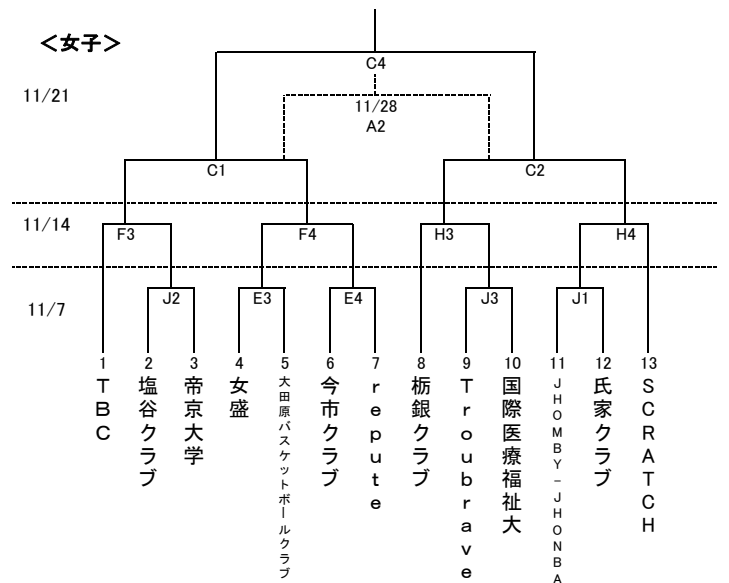 ＜女子＞
C4
11/21
11/28
A2
C1
C2
11/14
F3
F4
H3
H4
11/7
J2
E3
E4
J3
J1
1
2
3
4
5
6
7
8
9
10
11
12
13
TBC
塩谷クラブ
帝京大学
女盛
大田原バスケットボールクラブ
今市クラブ
repute
栃銀クラブ
Troubrave
国際医療福祉大
JHOMBY-JHONBA
氏家クラブ
SCRATCH